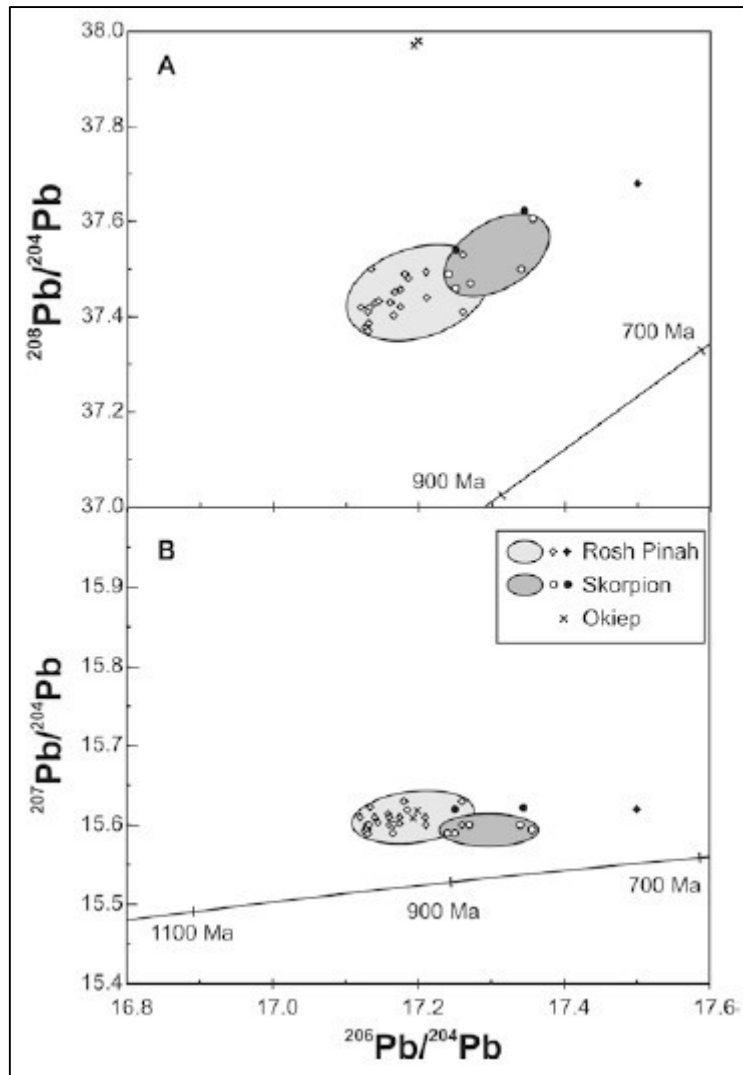 38.0
A
37.8
37.6
37.4
37.2
37.0
²⁰⁸Pb/²⁰⁴Pb
700 Ma
900 Ma
B
Rosh Pinah
Skorpion
× Okiep
15.9
15.8
15.7
15.6
15.5
15.4
²⁰⁷Pb/²⁰⁴Pb
1100 Ma
900 Ma
700 Ma
16.8 17.0 17.2 17.4 17.6
²⁰⁶Pb/²⁰⁴Pb